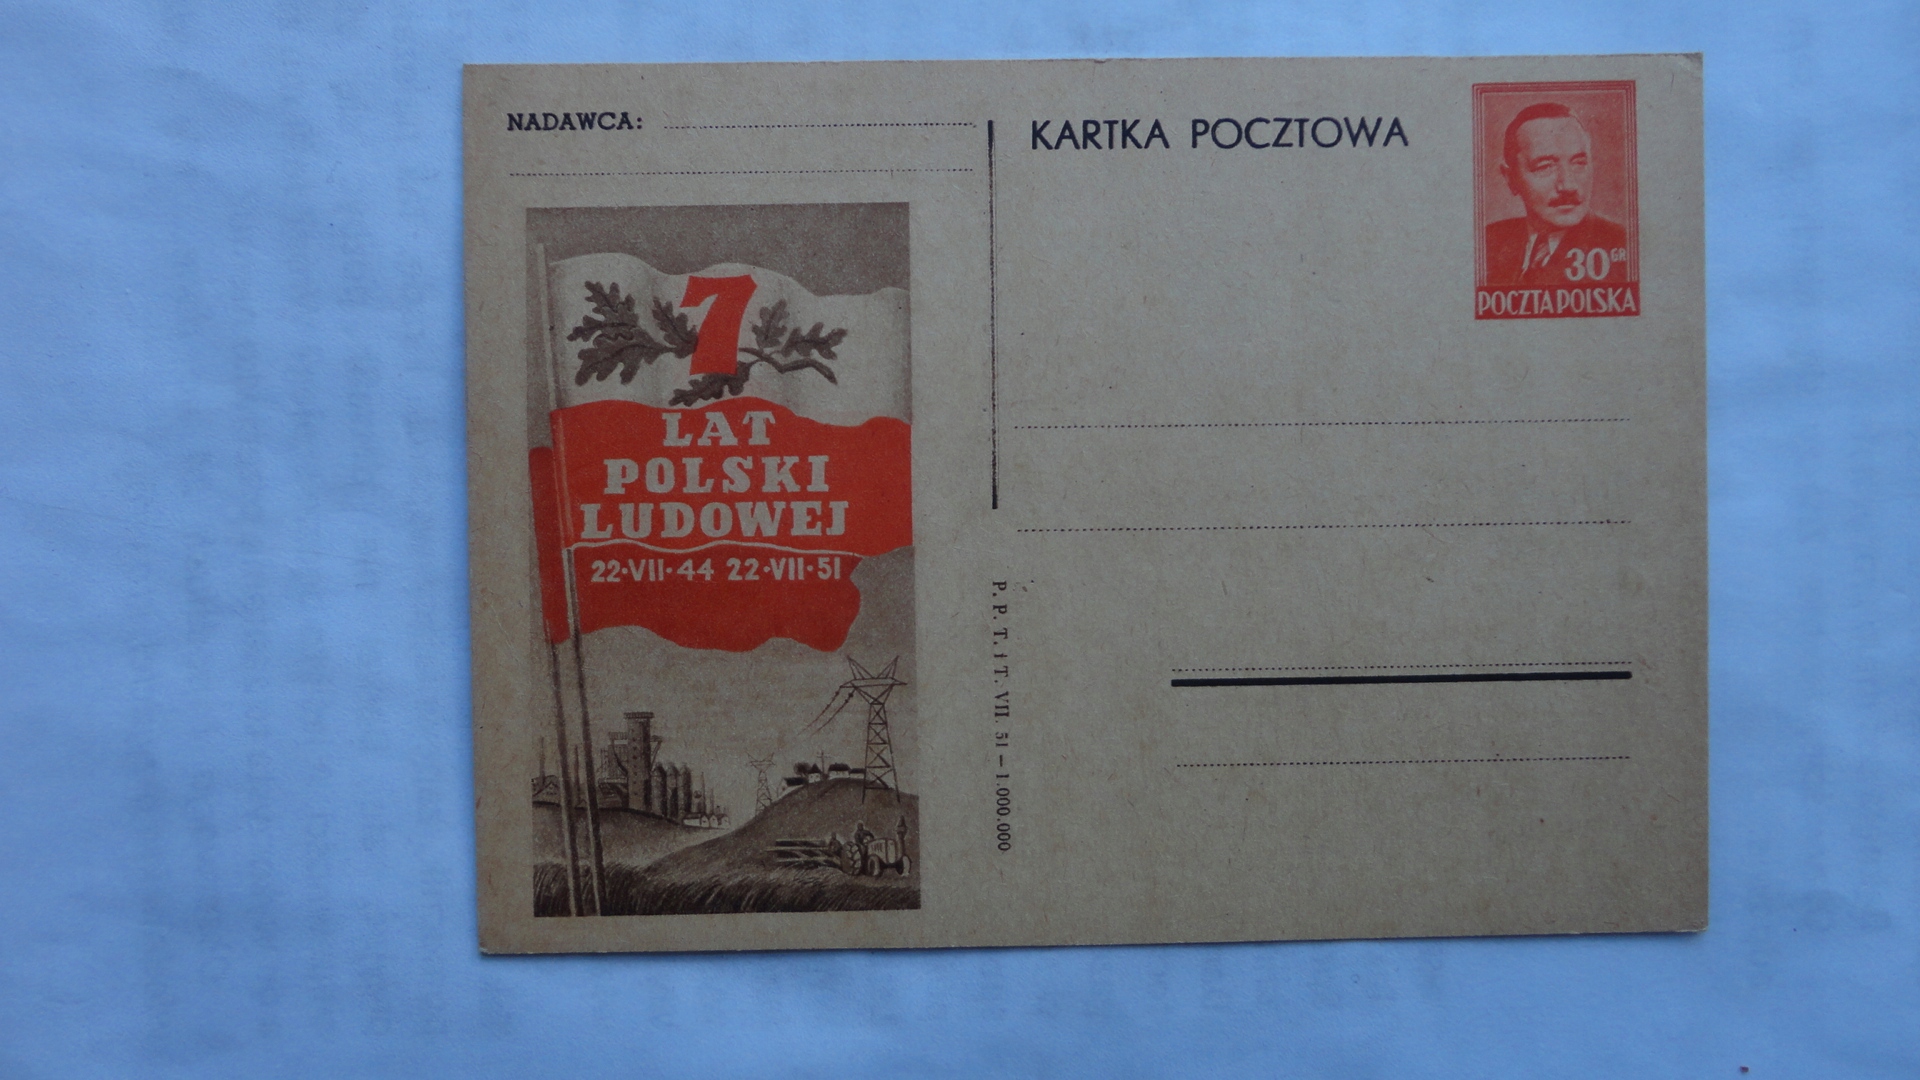 NADAWCA:
KARTKA POCZTOWA
30 GR
POCZTA POLSKA
7
LAT
POLSKI
LUDOWEJ
22·VII·44 22·VII·51
P. P. T. i T. VII. 51 – 1.000.000